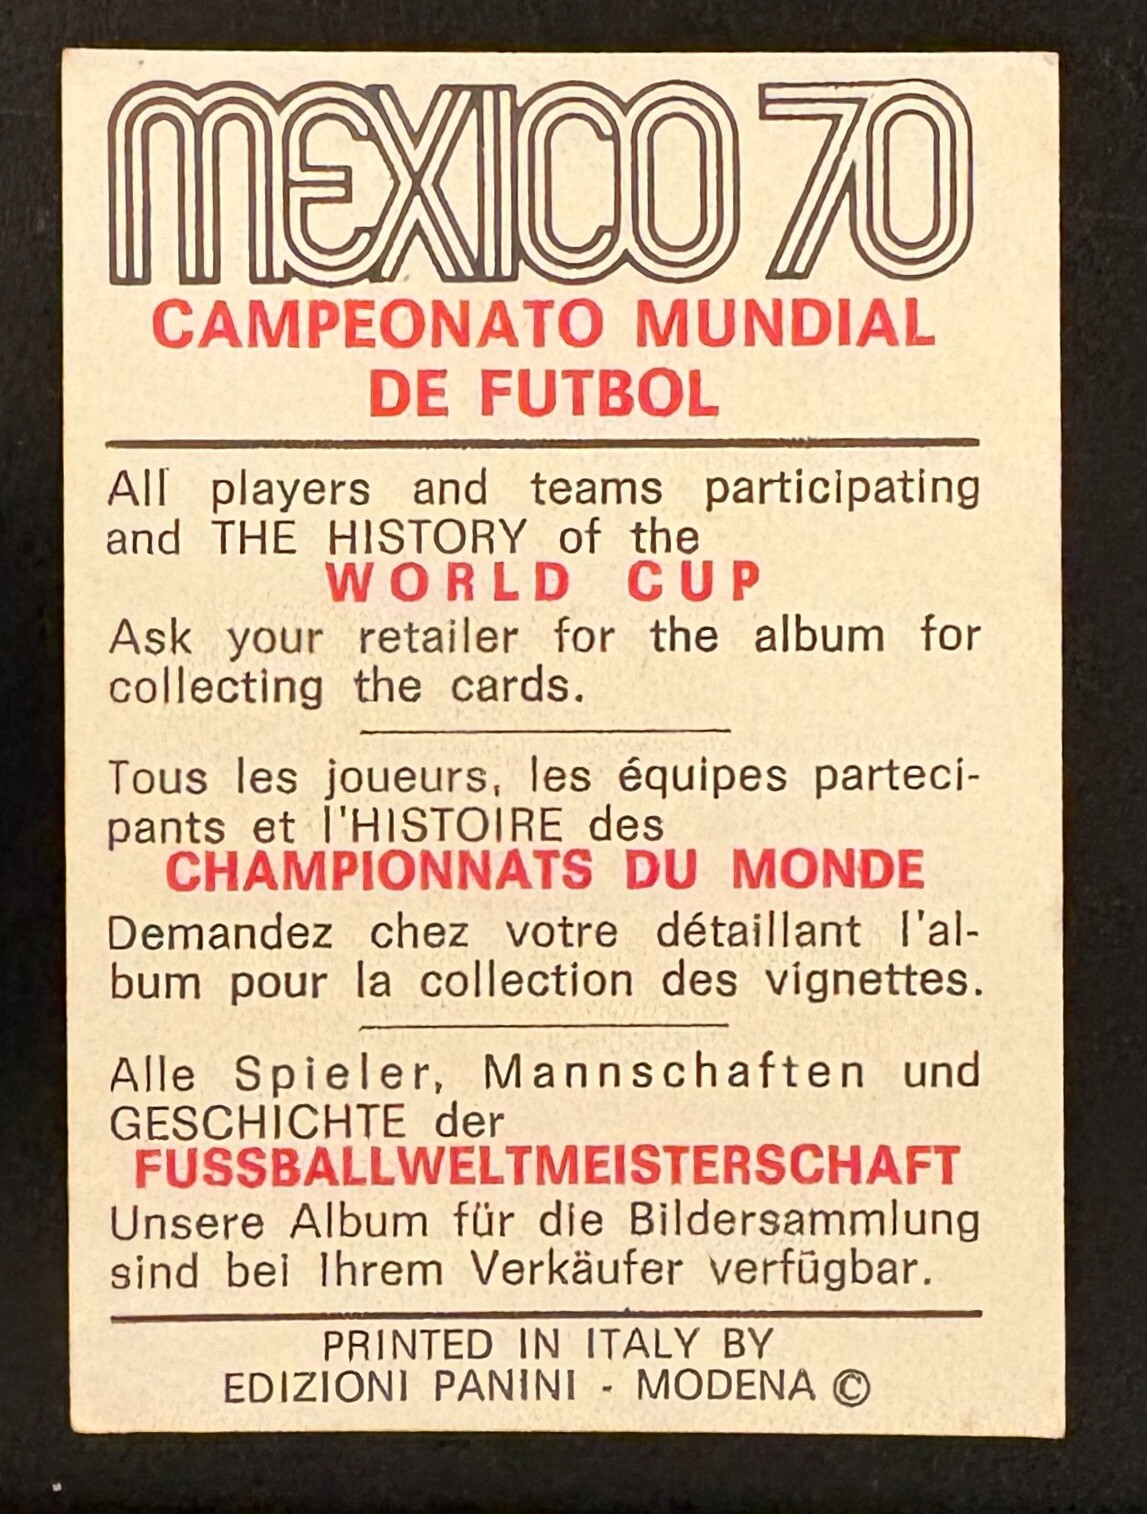 MEXICO 70
CAMPEONATO MUNDIAL
DE FUTBOL
All players and teams participating
and THE HISTORY of the
WORLD CUP
Ask your retailer for the album for
collecting the cards.
Tous les joueurs, les équipes parteci-
pants et l'HISTOIRE des
CHAMPIONNATS DU MONDE
Demandez chez votre détaillant l'al-
bum pour la collection des vignettes.
Alle Spieler, Mannschaften und
GESCHICHTE der
FUSSBALLWELTMEISTERSCHAFT
Unsere Album für die Bildersammlung
sind bei Ihrem Verkäufer verfügbar.
PRINTED IN ITALY BY
EDIZIONI PANINI - MODENA ©